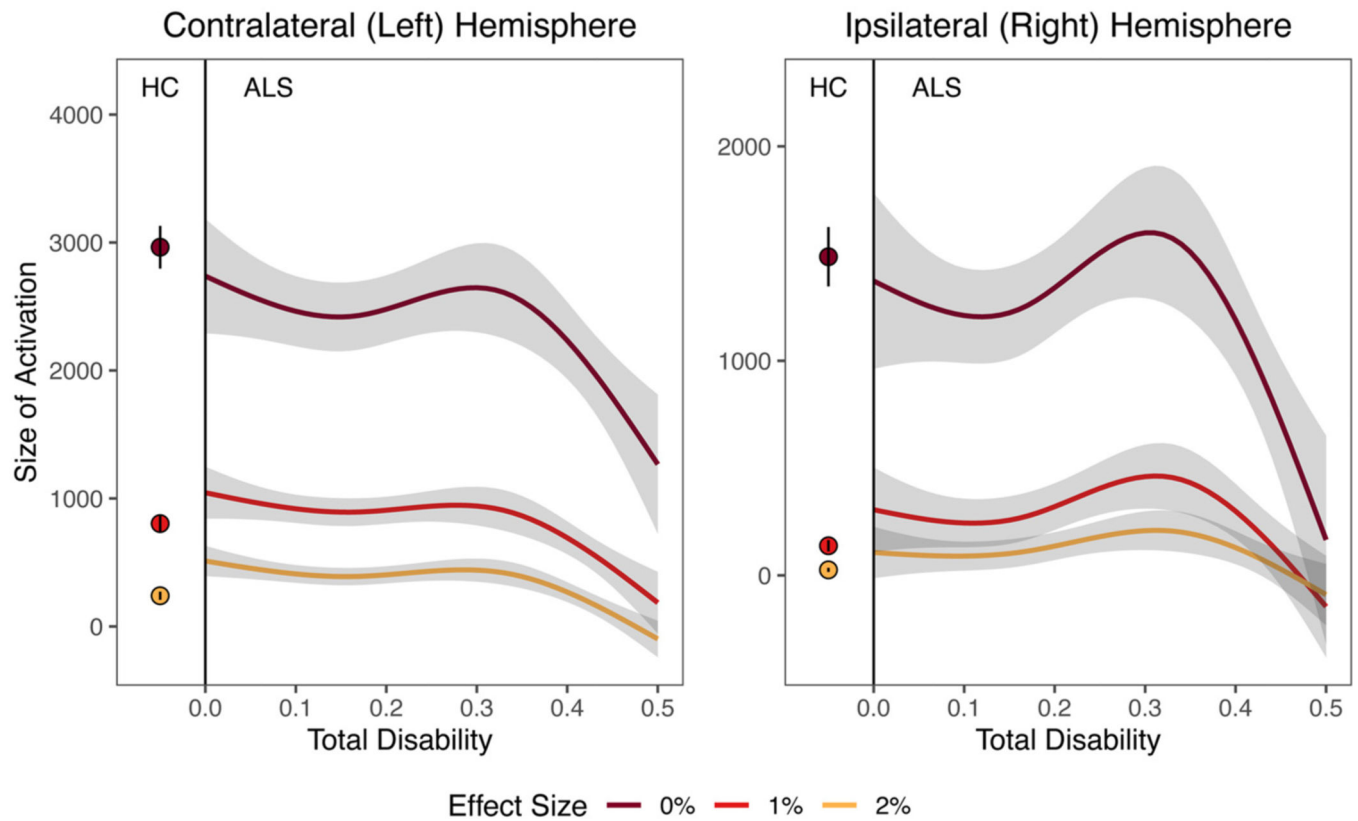 Contralateral (Left) Hemisphere
Ipsilateral (Right) Hemisphere
HC
ALS
4000
3000
2000
1000
0
Size of Activation
0.0
0.1
0.2
0.3
0.4
0.5
Total Disability
HC
ALS
2000
1000
0
0.0
0.1
0.2
0.3
0.4
0.5
Total Disability
Effect Size 0% 1% 2%